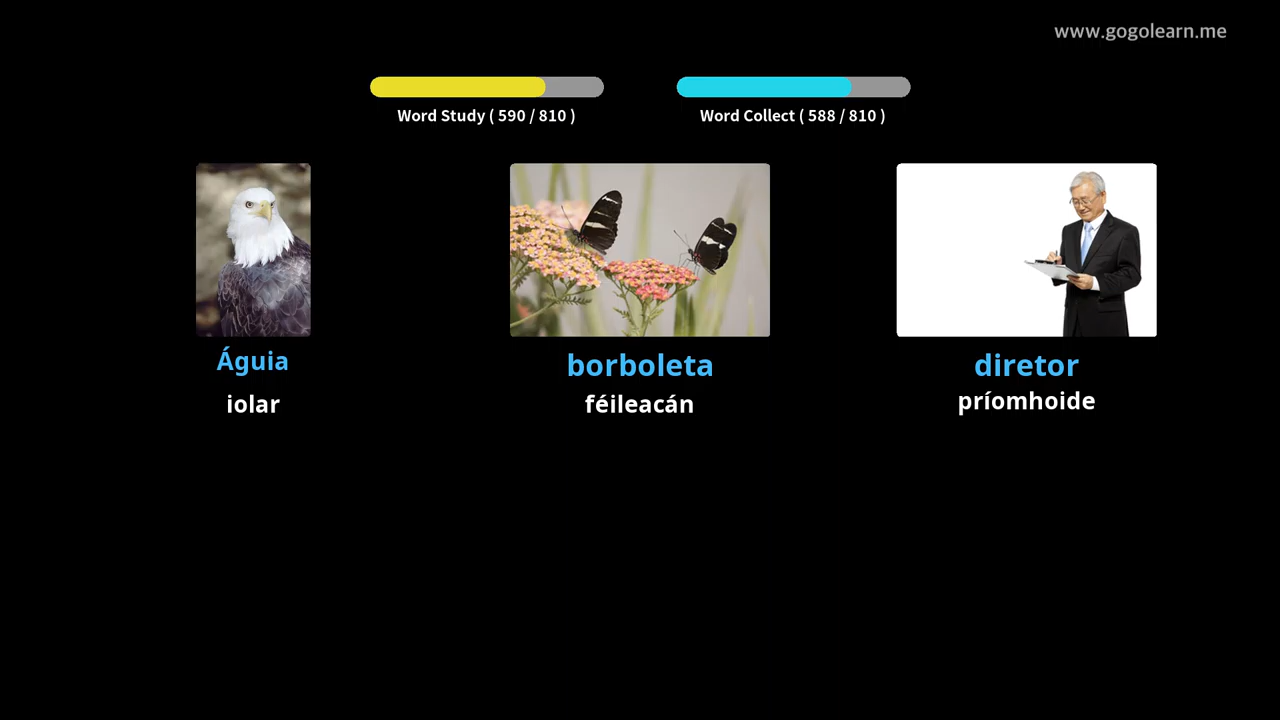 www.gogolearn.me
Word Study ( 590 / 810 )
Word Collect ( 588 / 810 )
Águia
iolar
borboleta
féileacán
diretor
príomhoide